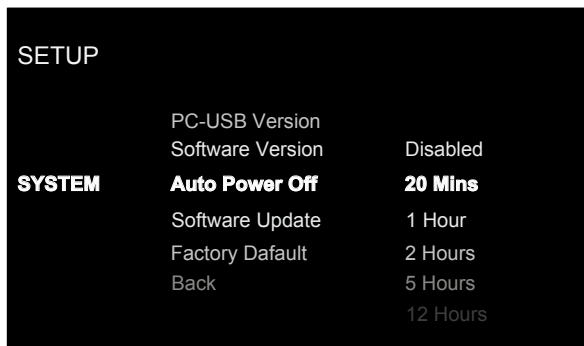 SETUP
PC-USB Version
Software Version Disabled
SYSTEM Auto Power Off 20 Mins
Software Update 1 Hour
Factory Dafault 2 Hours
Back 5 Hours
12 Hours